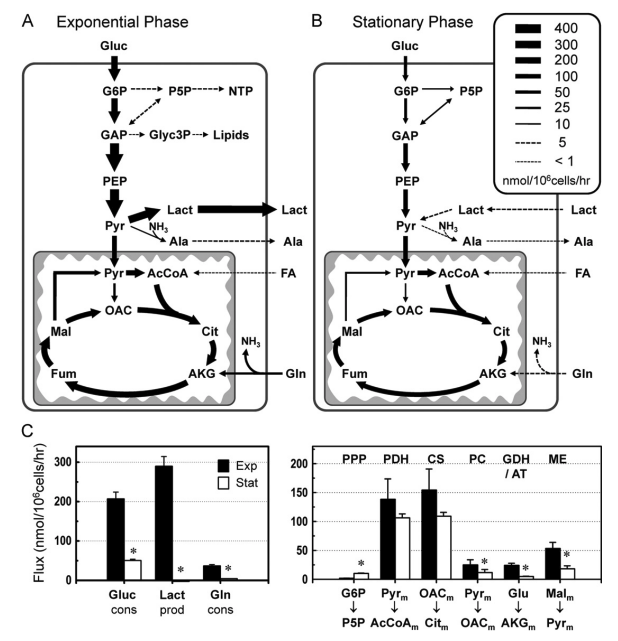 A Exponential Phase
Gluc
G6P P5P NTP
GAP Glyc3P Lipids
PEP
Lact Lact
Pyr NH3
Ala Ala
Pyr AcCoA FA
OAC
Mal Cit
NH3
Fum AKG Gln
B Stationary Phase
Gluc
G6P P5P
GAP
PEP
Lact Lact
Pyr NH3
Ala Ala
Pyr AcCoA FA
OAC
Mal Cit
NH3
Fum AKG Gln
400
300
200
100
50
25
10
5
< 1
nmol/10⁶cells/hr
C
Flux (nmol/10⁶cells/hr)
300
200
100
0
Exp
Stat
* * *
Gluc Lact Gln
cons prod cons
200
150
100
50
0
PPP PDH CS PC GDH ME
/ AT
* * * *
G6P Pyrm OACm Pyrm Glu Malm
↓ ↓ ↓ ↓ ↓ ↓
P5P AcCoAm Citm OACm AKGm Pyrm